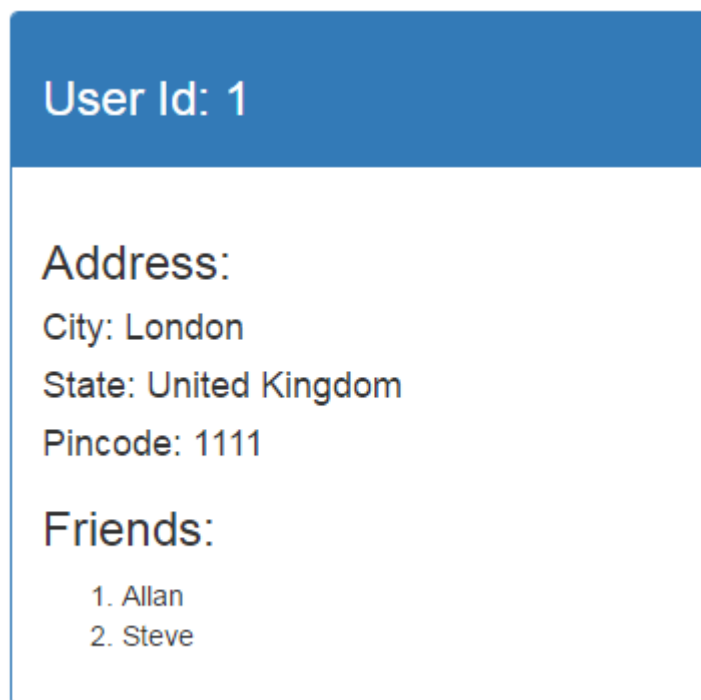 User Id: 1
Address:
City: London
State: United Kingdom
Pincode: 1111
Friends:
1. Allan
2. Steve